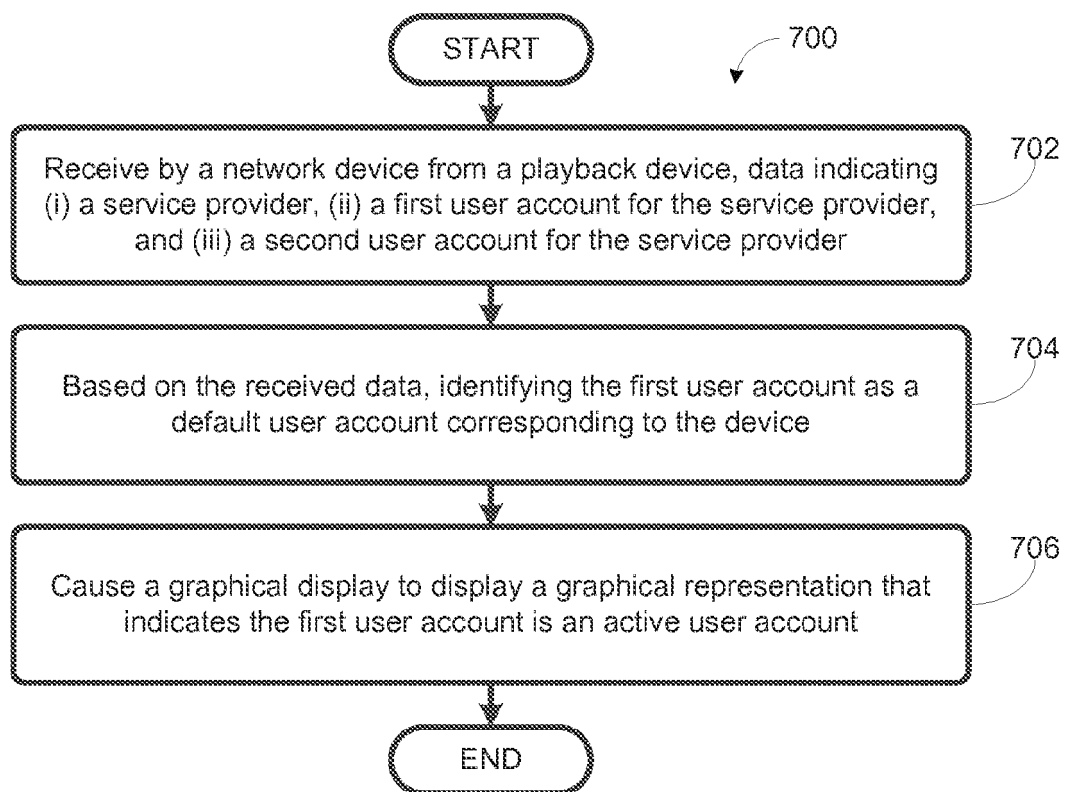 START
700
Receive by a network device from a playback device, data indicating
(i) a service provider, (ii) a first user account for the service provider,
and (iii) a second user account for the service provider
702
Based on the received data, identifying the first user account as a
default user account corresponding to the device
704
Cause a graphical display to display a graphical representation that
indicates the first user account is an active user account
706
END